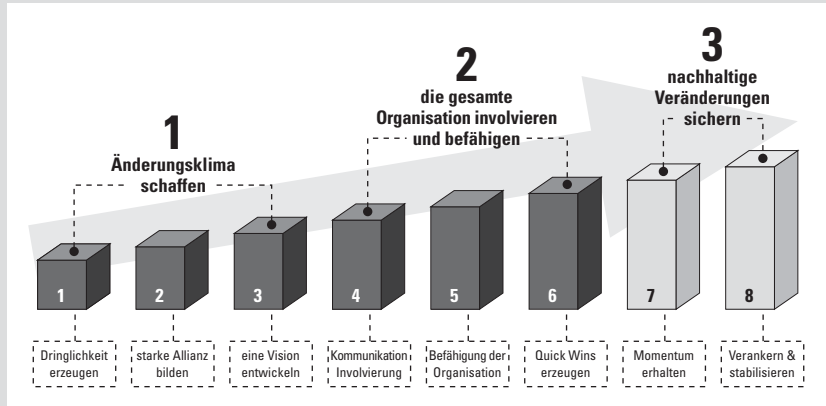 1
Änderungsklima
schaffen
2
die gesamte
Organisation involvieren
und befähigen
3
nachhaltige
Veränderungen
sichern
1
2
3
4
5
6
7
8
Dringlichkeit
erzeugen
starke Allianz
bilden
eine Vision
entwickeln
Kommunikation
Involvierung
Befähigung der
Organisation
Quick Wins
erzeugen
Momentum
erhalten
Verankern &
stabilisieren